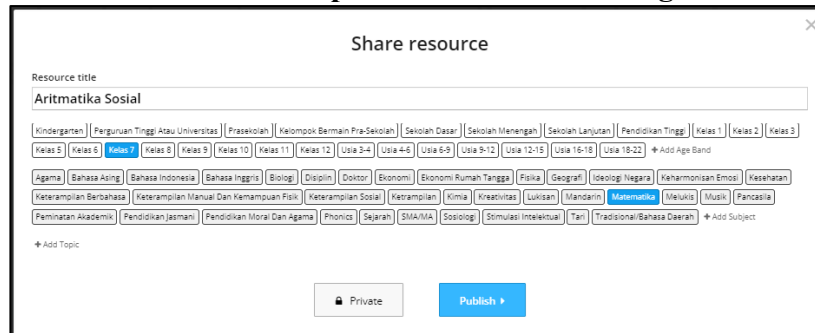 Share resource
Resource title
Aritmatika Sosial
Kindergarten Perguruan Tinggi Atau Universitas Prasekolah Kelompok Bermain Pra-Sekolah Sekolah Dasar Sekolah Menengah Sekolah Lanjutan Pendidikan Tinggi Kelas 1 Kelas 2 Kelas 3
Kelas 5 Kelas 6 Kelas 7 Kelas 8 Kelas 9 Kelas 10 Kelas 11 Kelas 12 Usia 3-4 Usia 4-6 Usia 6-9 Usia 9-12 Usia 12-15 Usia 16-18 Usia 18-22 + Add Age Band
Agama Bahasa Asing Bahasa Indonesia Bahasa Inggris Biologi Disiplin Doktor Ekonomi Ekonomi Rumah Tangga Fisika Geografi Ideologi Negara Keharmonisan Emosi Kesehatan
Keterampilan Berbahasa Keterampilan Manual Dan Kemampuan Fisik Keterampilan Sosial Ketrampilan Kimia Kreativitas Lukisan Mandarin Matematika Melukis Musik Pancasila
Peminatan Akademik Pendidikan Jasmani Pendidikan Moral Dan Agama Phonics Sejarah SMA/MA Sosiologi Stimulasi Intelektual Tari Tradisional/Bahasa Daerah + Add Subject
+ Add Topic
Private Publish